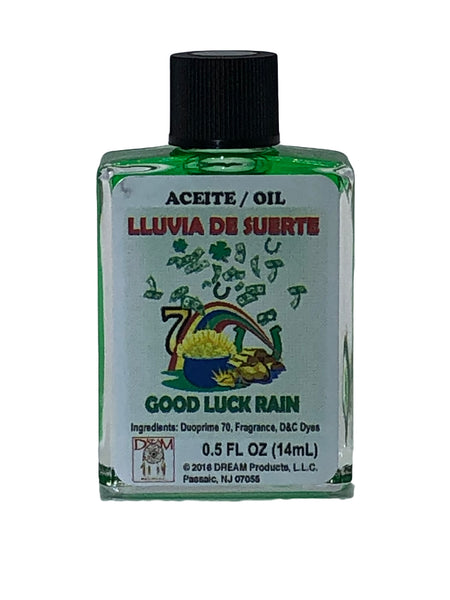 ACEITE / OIL
LLUVIA DE SUERTE
7
GOOD LUCK RAIN
Ingredients: Duoprime 70, Fragrance, D&C Dyes
D&M
0.5 FL OZ (14mL)
© 2016 DREAM Products, L.L.C.
Passaic, NJ 07055